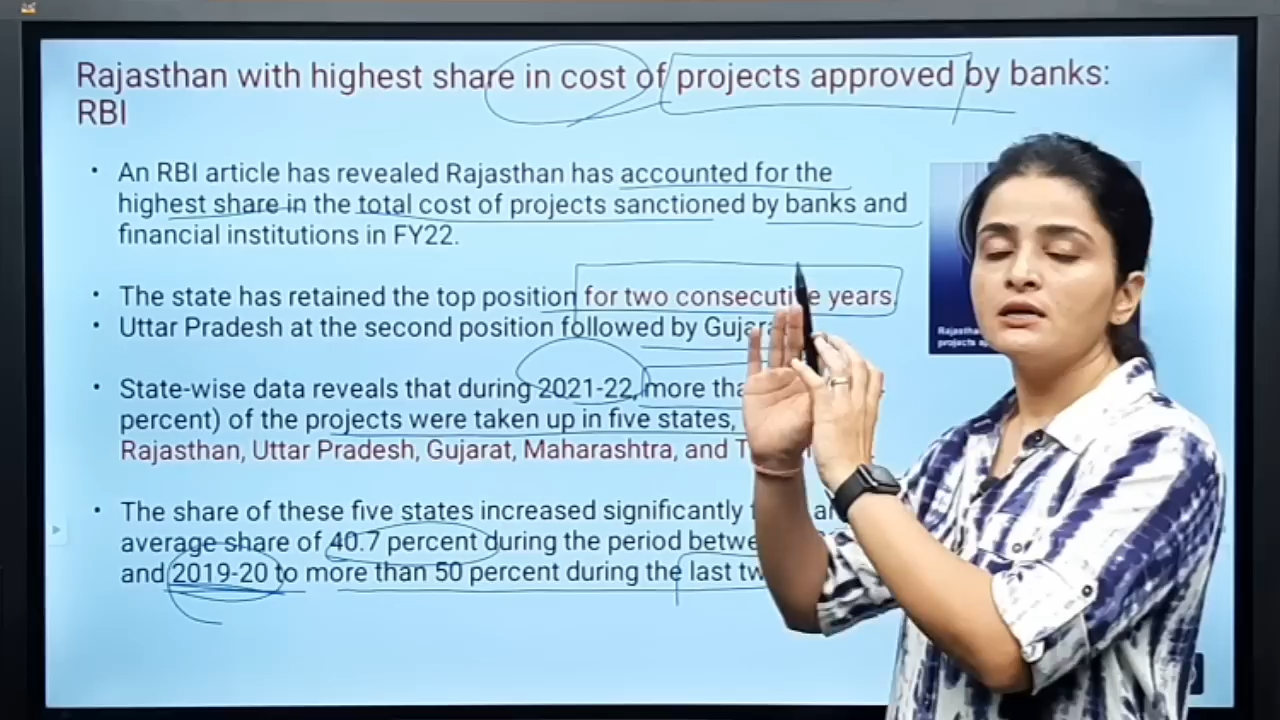 Rajasthan with highest share in cost of projects approved by banks:
RBI
• An RBI article has revealed Rajasthan has accounted for the
highest share in the total cost of projects sanctioned by banks and
financial institutions in FY22.
• The state has retained the top position for two consecutive years.
• Uttar Pradesh at the second position followed by
• State-wise data reveals that during 2021-22, more
percent) of the projects were taken up in five states,
Rajasthan, Uttar Pradesh, Gujarat, Maharashtra, and
• The share of these five states increased significantly
average share of 40.7 percent during the period
and 2019-20 to more than 50 percent during the last